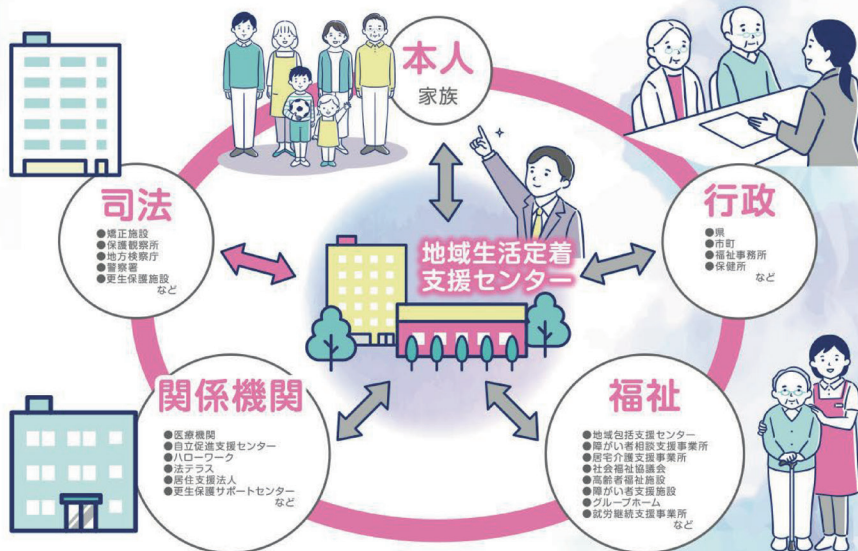 本人
家族
司法
●矯正施設
●保護観察所
●地方検察庁
●警察署
●更生保護施設
など
行政
●県
●市町
●福祉事務所
●保健所
など
地域生活定着
支援センター
関係機関
●医療機関
●自立促進支援センター
●ハローワーク
●法テラス
●居住支援法人
●更生保護サポートセンター
など
福祉
●地域包括支援センター
●障がい者相談支援事業所
●居宅介護支援事業所
●社会福祉協議会
●高齢者福祉施設
●障がい者支援施設
●グループホーム
●就労継続支援事業所
など